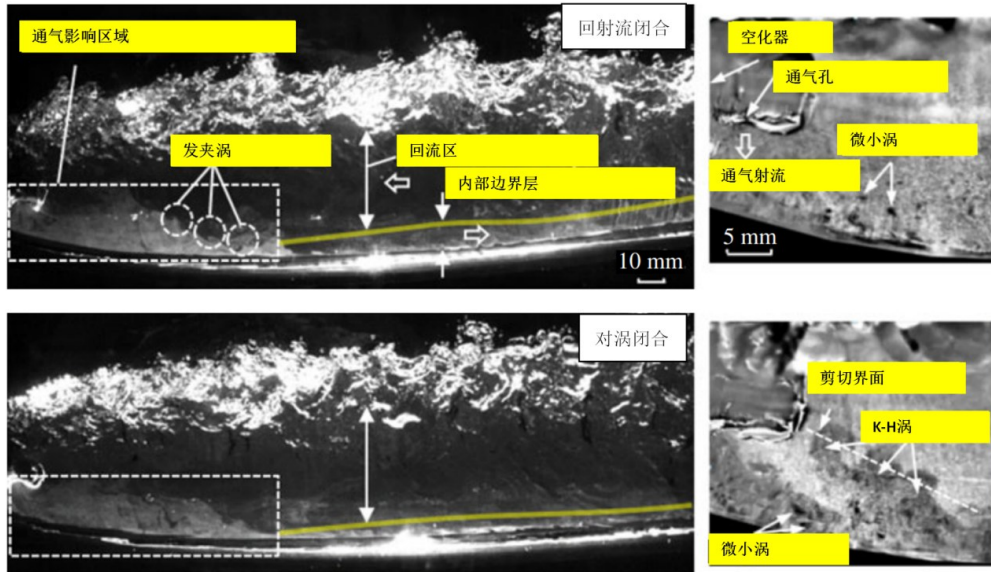 通气影响区域
回射流闭合
发夹涡
回流区
内部边界层
10 mm
空化器
通气孔
微小涡
通气射流
5 mm
对涡闭合
剪切界面
K-H涡
微小涡